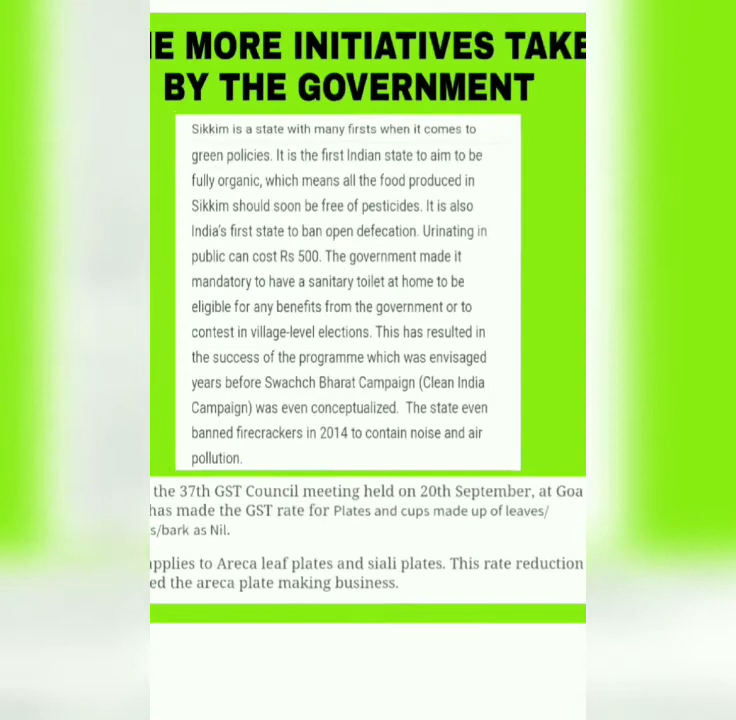 E MORE INITIATIVES TAKE
BY THE GOVERNMENT
Sikkim is a state with many firsts when it comes to
green policies. It is the first Indian state to aim to be
fully organic, which means all the food produced in
Sikkim should soon be free of pesticides. It is also
India's first state to ban open defecation. Urinating in
public can cost Rs 500. The government made it
mandatory to have a sanitary toilet at home to be
eligible for any benefits from the government or to
contest in village-level elections. This has resulted in
the success of the programme which was envisaged
years before Swachch Bharat Campaign (Clean India
Campaign) was even conceptualized. The state even
banned firecrackers in 2014 to contain noise and air
pollution.
the 37th GST Council meeting held on 20th September, at Goa
has made the GST rate for Plates and cups made up of leaves/
s/bark as Nil.
applies to Areca leaf plates and siali plates. This rate reduction
ed the areca plate making business.